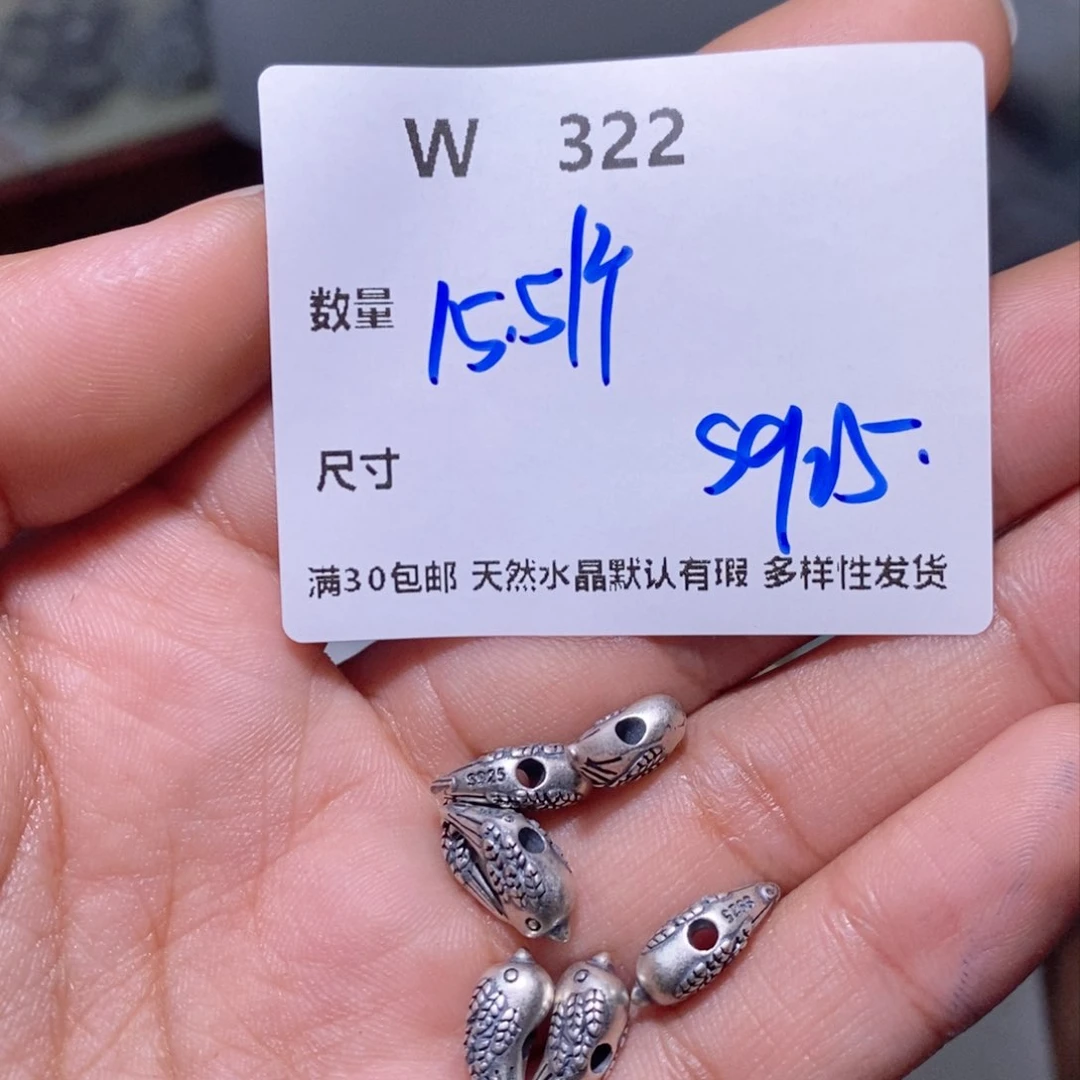 W 322
数量 15.5/个
S925.
尺寸
满30包邮 天然水晶默认有瑕 多样性发货
S925
S925